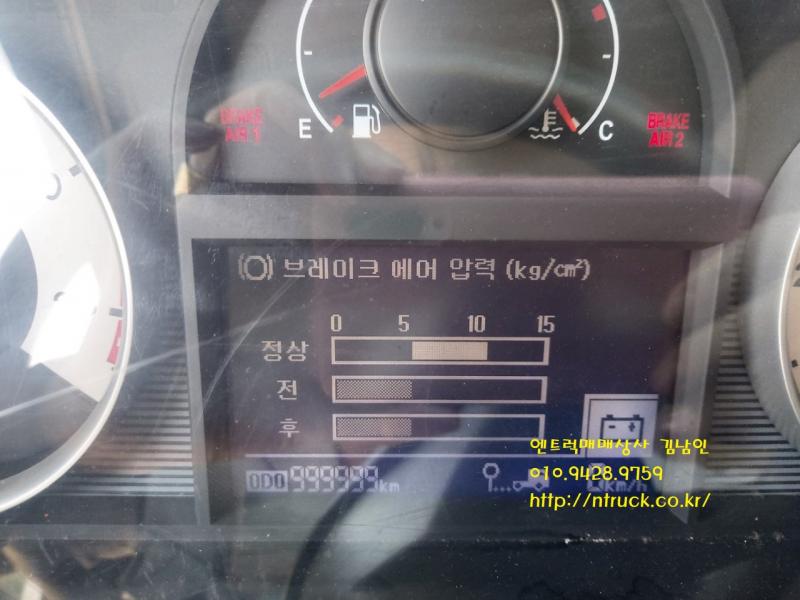 BRAKE AIR 1
E
C
BRAKE AIR 2
브레이크 에어 압력 (kg/㎠)
0 5 10 15
정상
전
후
ODO 999999 km
km/h
엔트럭매매상사 김남인
010.9428.9759
http://ntruck.co.kr/